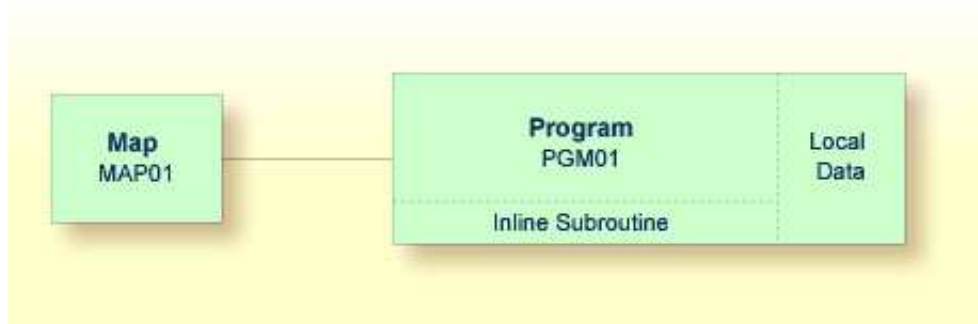 Map
MAP01
Program
PGM01
Inline Subroutine
Local
Data